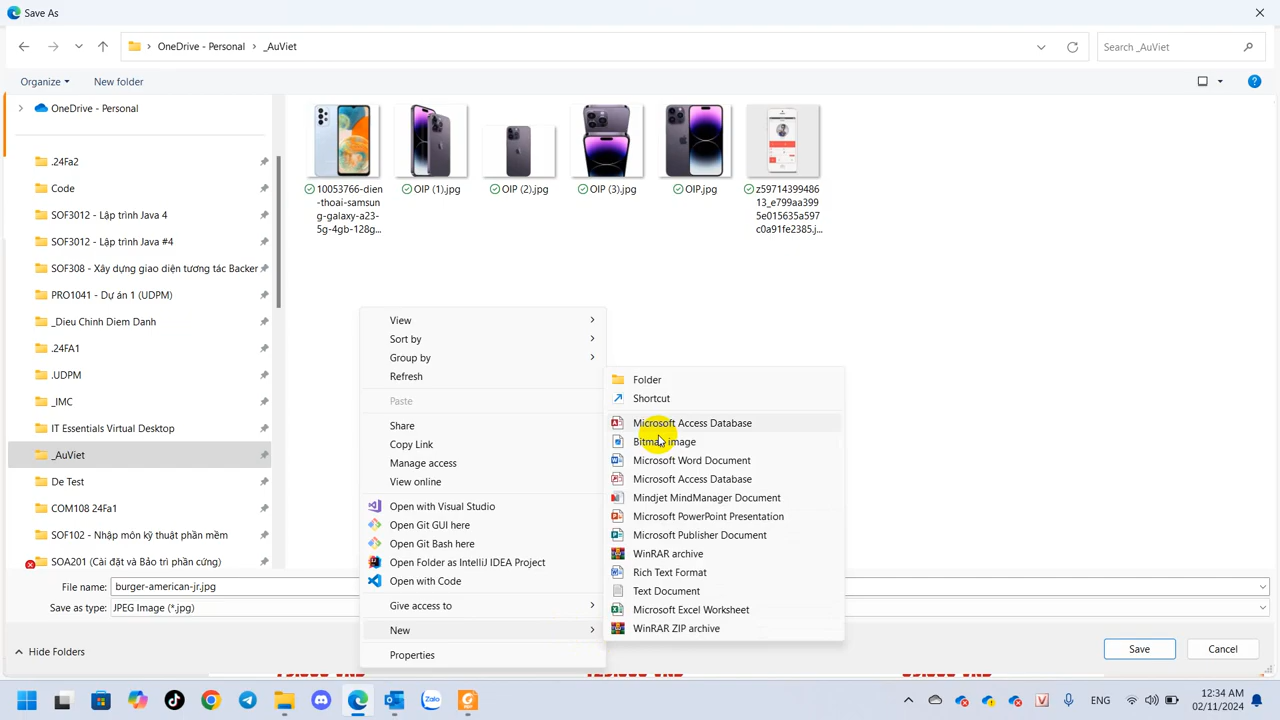 Save As
OneDrive - Personal > _AuViet
Search _AuViet
Organize
New folder
OneDrive - Personal
.24Fa2
Code
SOF3012 - Lập trình Java 4
SOF3012 - Lập trình Java #4
SOF308 - Xây dựng giao diện tương tác Backer
PRO1041 - Dự án 1 (UDPM)
_Dieu Chinh Diem Danh
.24FA1
.UDPM
_IMC
IT Essentials Virtual Desktop
_AuViet
De Test
COM108 24Fa1
SOF102 - Nhập môn kỹ thuật phần mềm
SOA201 (Cài đặt và Bảo trì phần cứng)
10053766-dien
-thoai-samsun
g-galaxy-a23-
5g-4gb-128g...
OIP (1).jpg
OIP (2).jpg
OIP (3).jpg
OIP.jpg
z59714399486
13_e799aa399
5e015635a597
c0a91fe2385.j...
View
Sort by
Group by
Refresh
Paste
Share
Copy Link
Manage access
View online
Open with Visual Studio
Open Git GUI here
Open Git Bash here
Open Folder as IntelliJ IDEA Project
Open with Code
Give access to
New
Properties
Folder
Shortcut
Microsoft Access Database
Bitmap image
Microsoft Word Document
Microsoft Access Database
Mindjet MindManager Document
Microsoft PowerPoint Presentation
Microsoft Publisher Document
WinRAR archive
Rich Text Format
Text Document
Microsoft Excel Worksheet
WinRAR ZIP archive
File name: burger-american-jr.jpg
Save as type: JPEG Image (*.jpg)
Hide Folders
Save
Cancel
Zalo
ENG
12:34 AM
02/11/2024